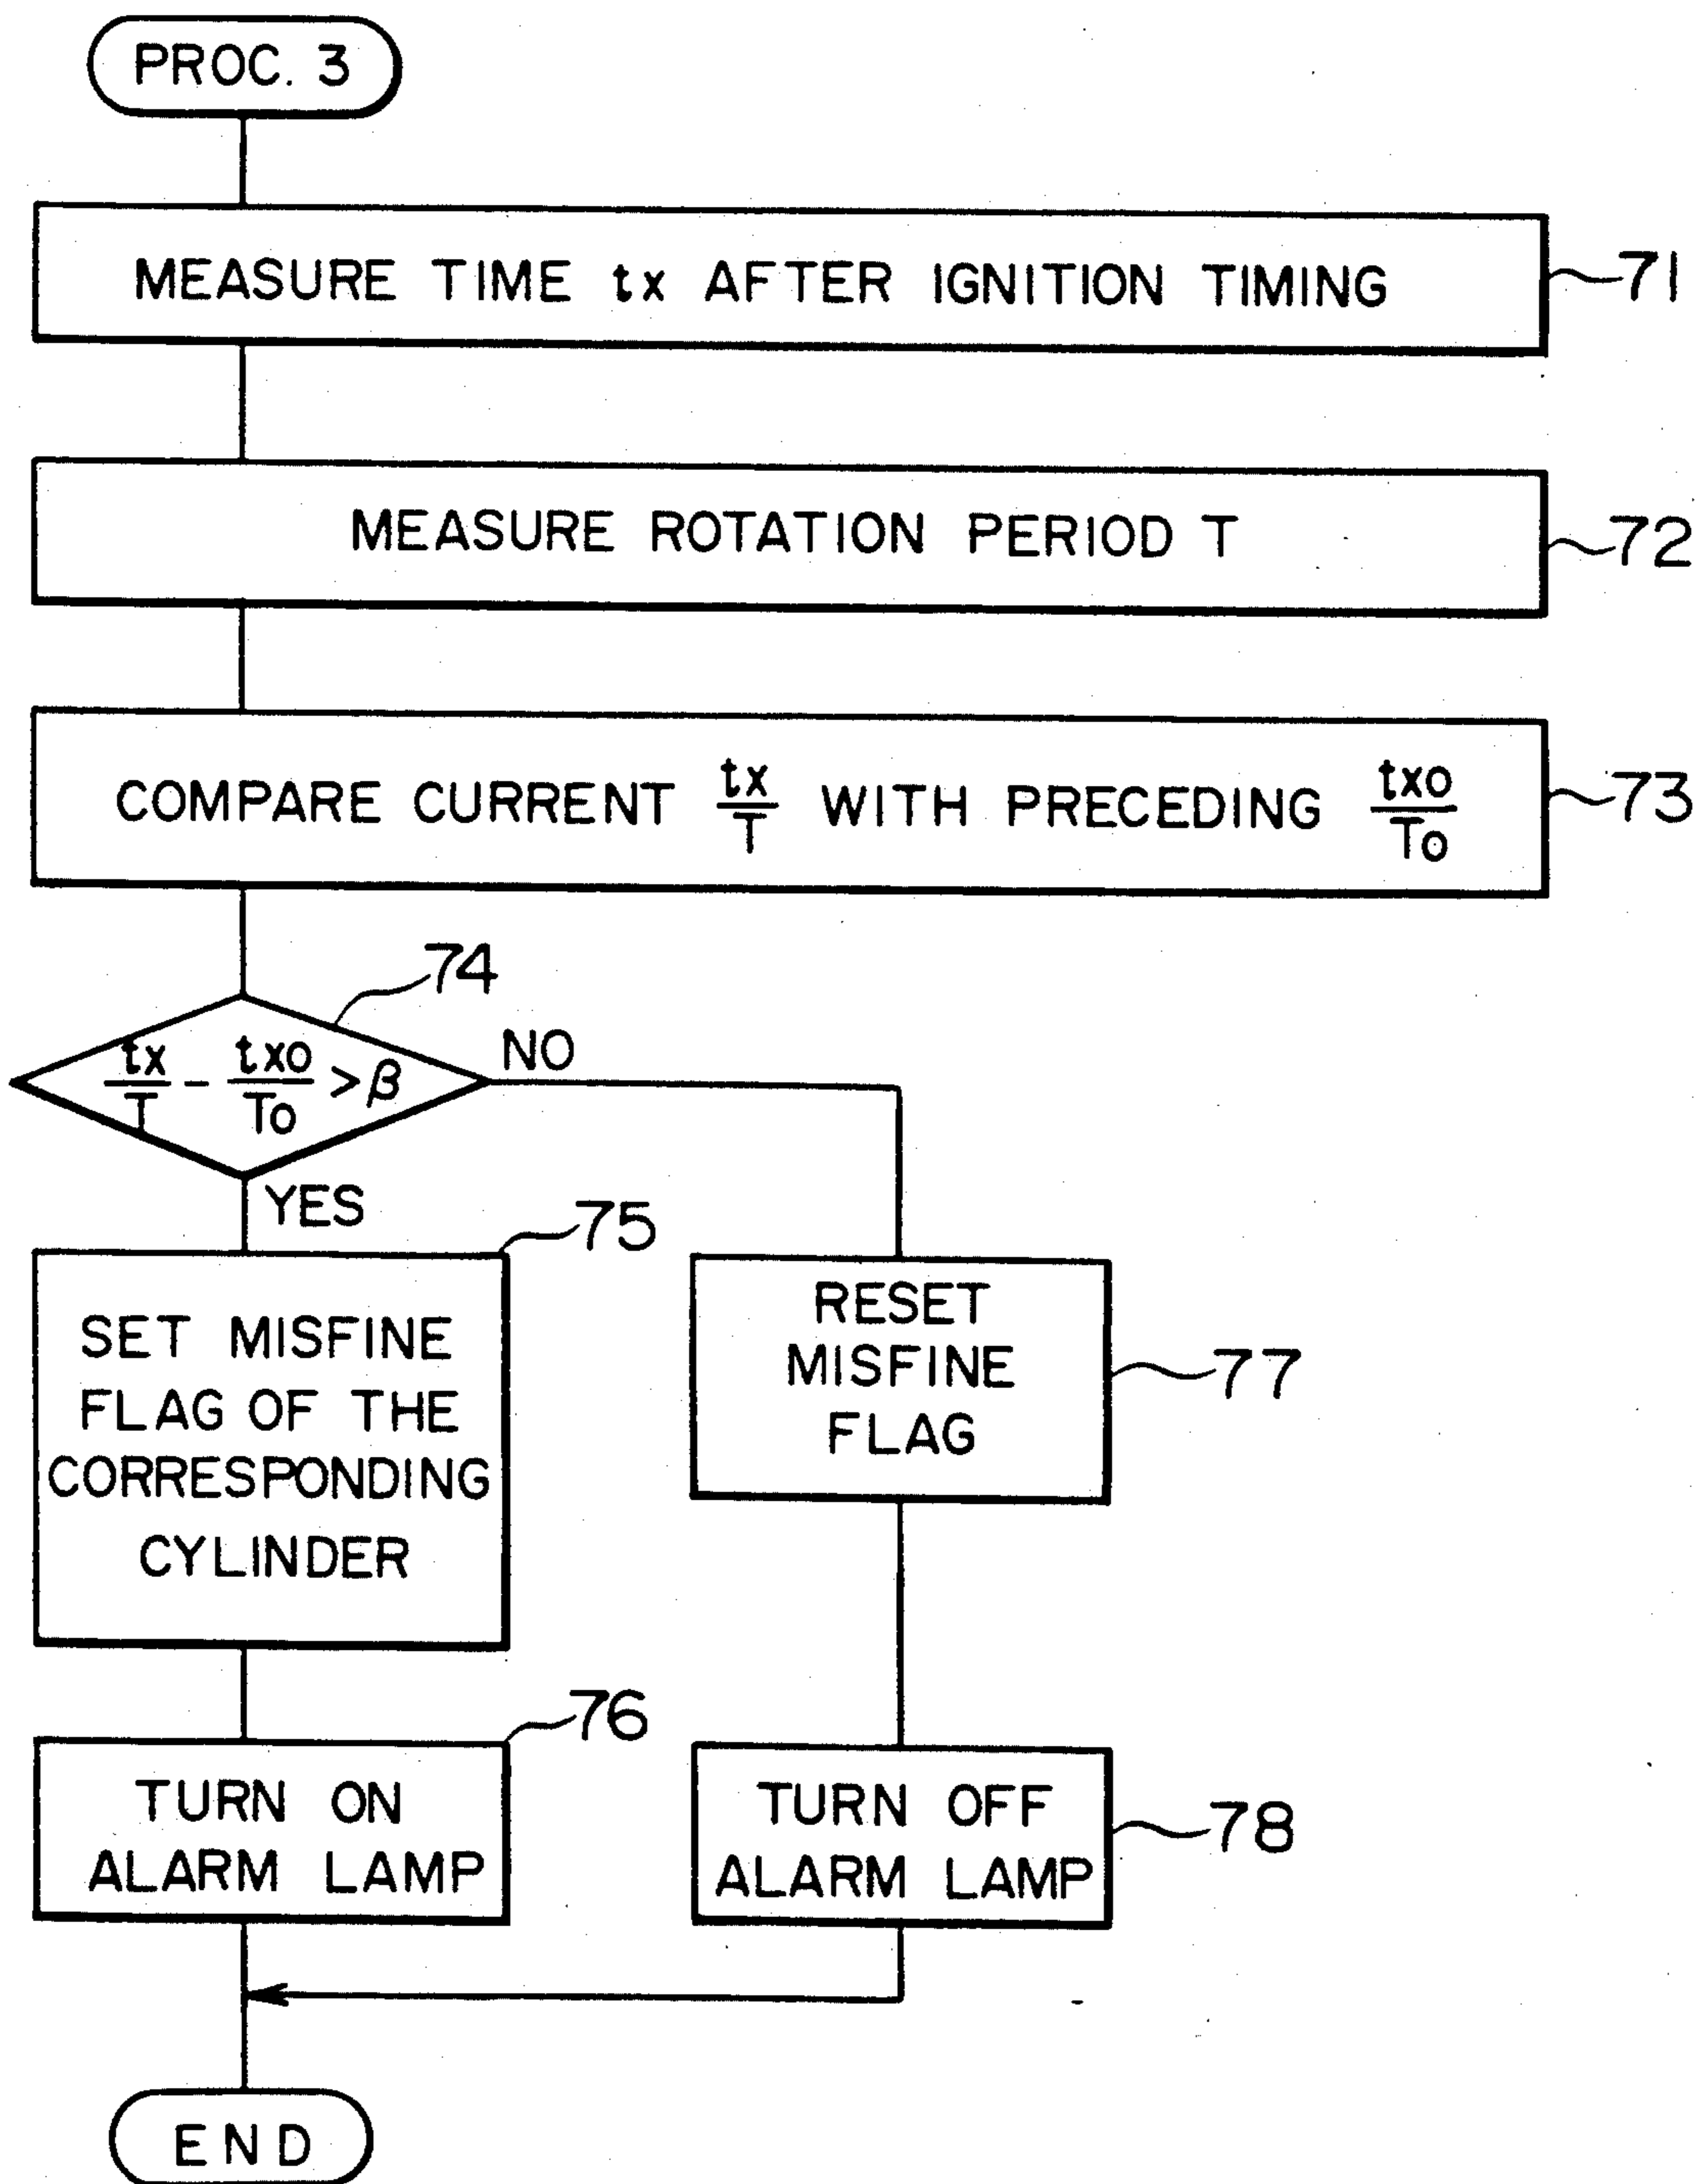 PROC. 3
MEASURE TIME tx AFTER IGNITION TIMING
71
MEASURE ROTATION PERIOD T
72
COMPARE CURRENT tx/T WITH PRECEDING txo/To
73
74
tx/T - txo/To > β
NO
YES
75
SET MISFINE
FLAG OF THE
CORRESPONDING
CYLINDER
RESET
MISFINE
FLAG
77
76
TURN ON
ALARM LAMP
TURN OFF
ALARM LAMP
78
END